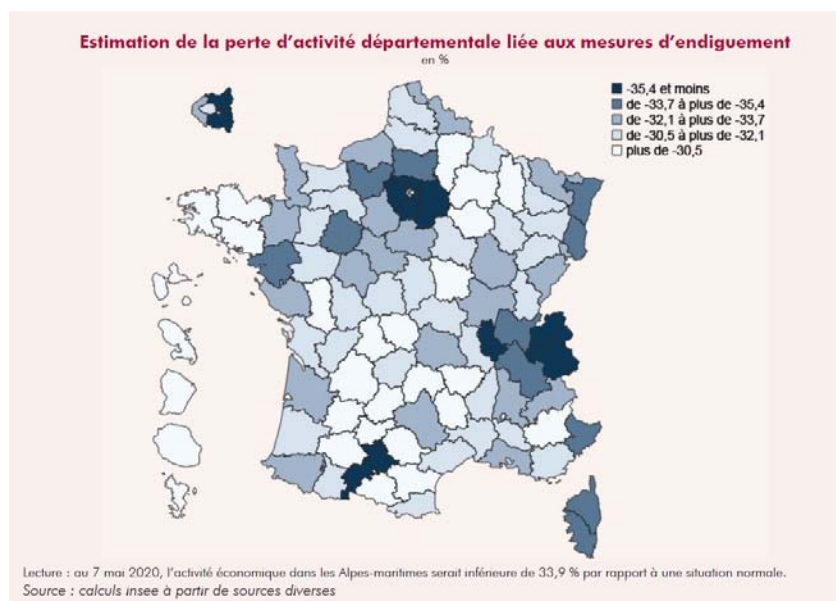 Estimation de la perte d'activité départementale liée aux mesures d'endiguement
en %
-35,4 et moins
de -33,7 à plus de -35,4
de -32,1 à plus de -33,7
de -30,5 à plus de -32,1
plus de -30,5
Lecture : au 7 mai 2020, l'activité économique dans les Alpes-maritimes serait inférieure de 33,9 % par rapport à une situation normale.
Source : calculs insee à partir de sources diverses